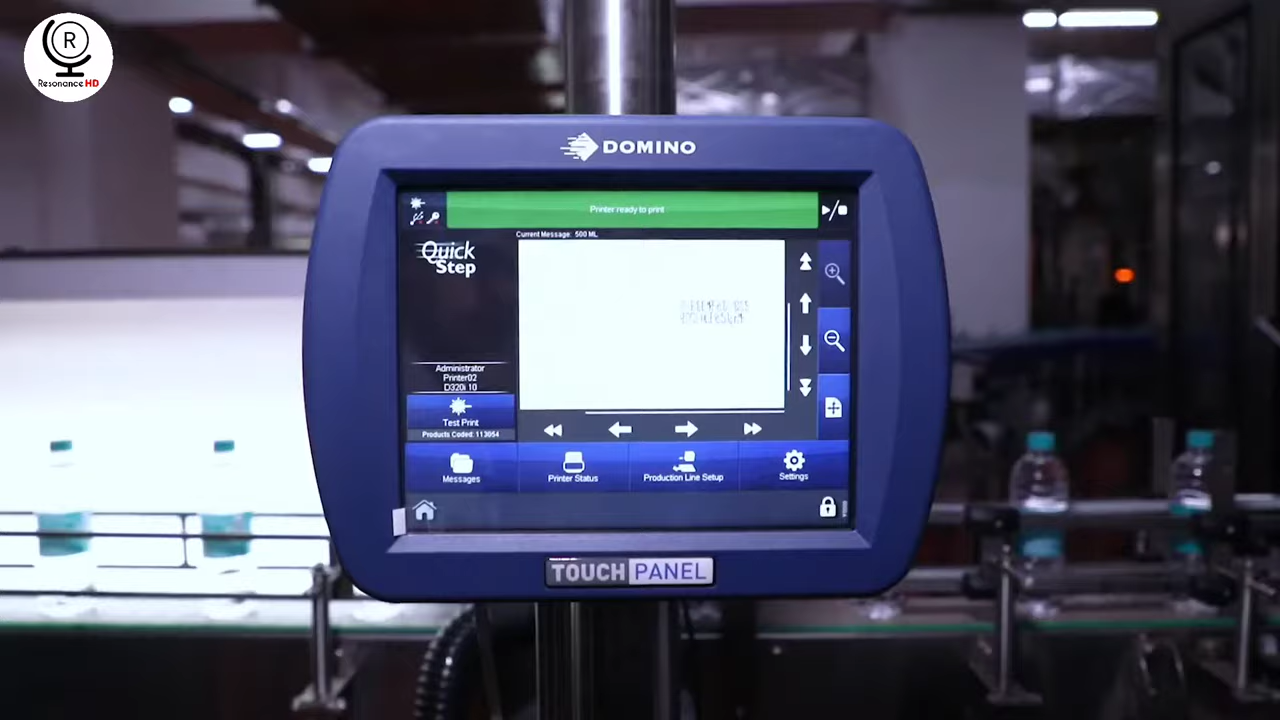 R
Resonance HD
DOMINO
Printer ready to print
Current Message: 500 ML
Quick
Step
Administrator
Printer02
D320i 10
Test Print
Products Coded: 113054
Messages
Printer Status
Production Line Setup
Settings
TOUCH PANEL